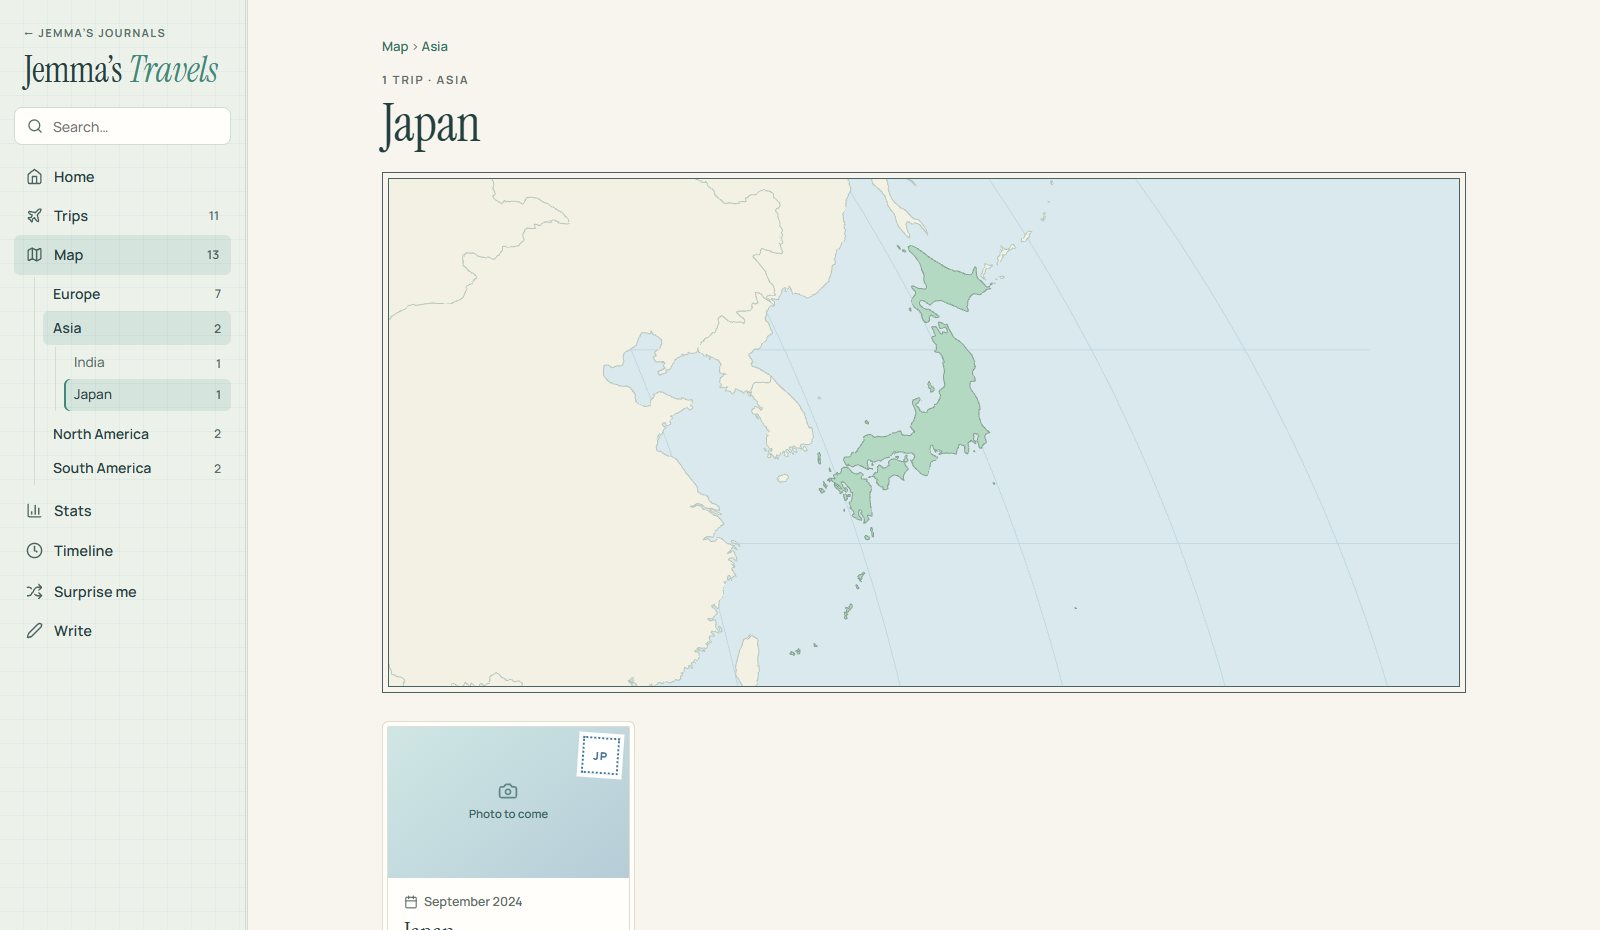 ← JEMMA'S JOURNALS
Jemma's Travels
Search...
Home
Trips 11
Map 13
Europe 7
Asia 2
India 1
Japan 1
North America 2
South America 2
Stats
Timeline
Surprise me
Write
Map › Asia
1 TRIP · ASIA
Japan
JP
Photo to come
September 2024
Japan